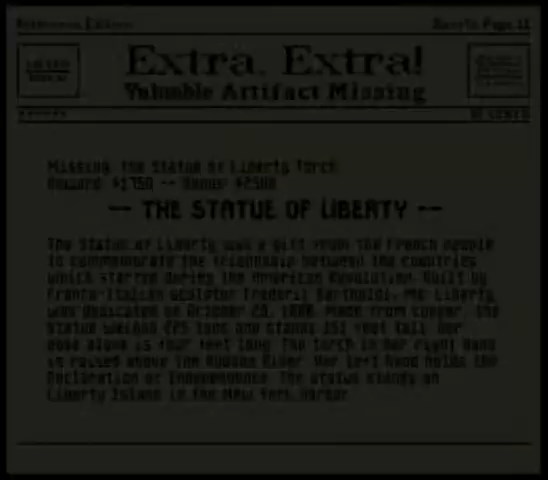 Extra, Extra!
Valuable Artifact Missing
Missing: The Statue of Liberty Torch
Reward: $1750 -- Bonus: $2500
-- THE STATUE OF LIBERTY --
The Statue of Liberty was a gift from the French people
to commemorate the friendship between the countries
which started during the American Revolution. Built by
Franco-Italian sculptor Frederic Bartholdi, Ms. Liberty
was dedicated on October 28, 1886. Made from copper, the
statue weighs 225 tons and stands 151 feet tall. Her
nose alone is four feet long. The torch in her right hand
is raised above the Hudson River. Her left hand holds the
Declaration of Independence. The statue stands on
Liberty Island in the New York Harbor